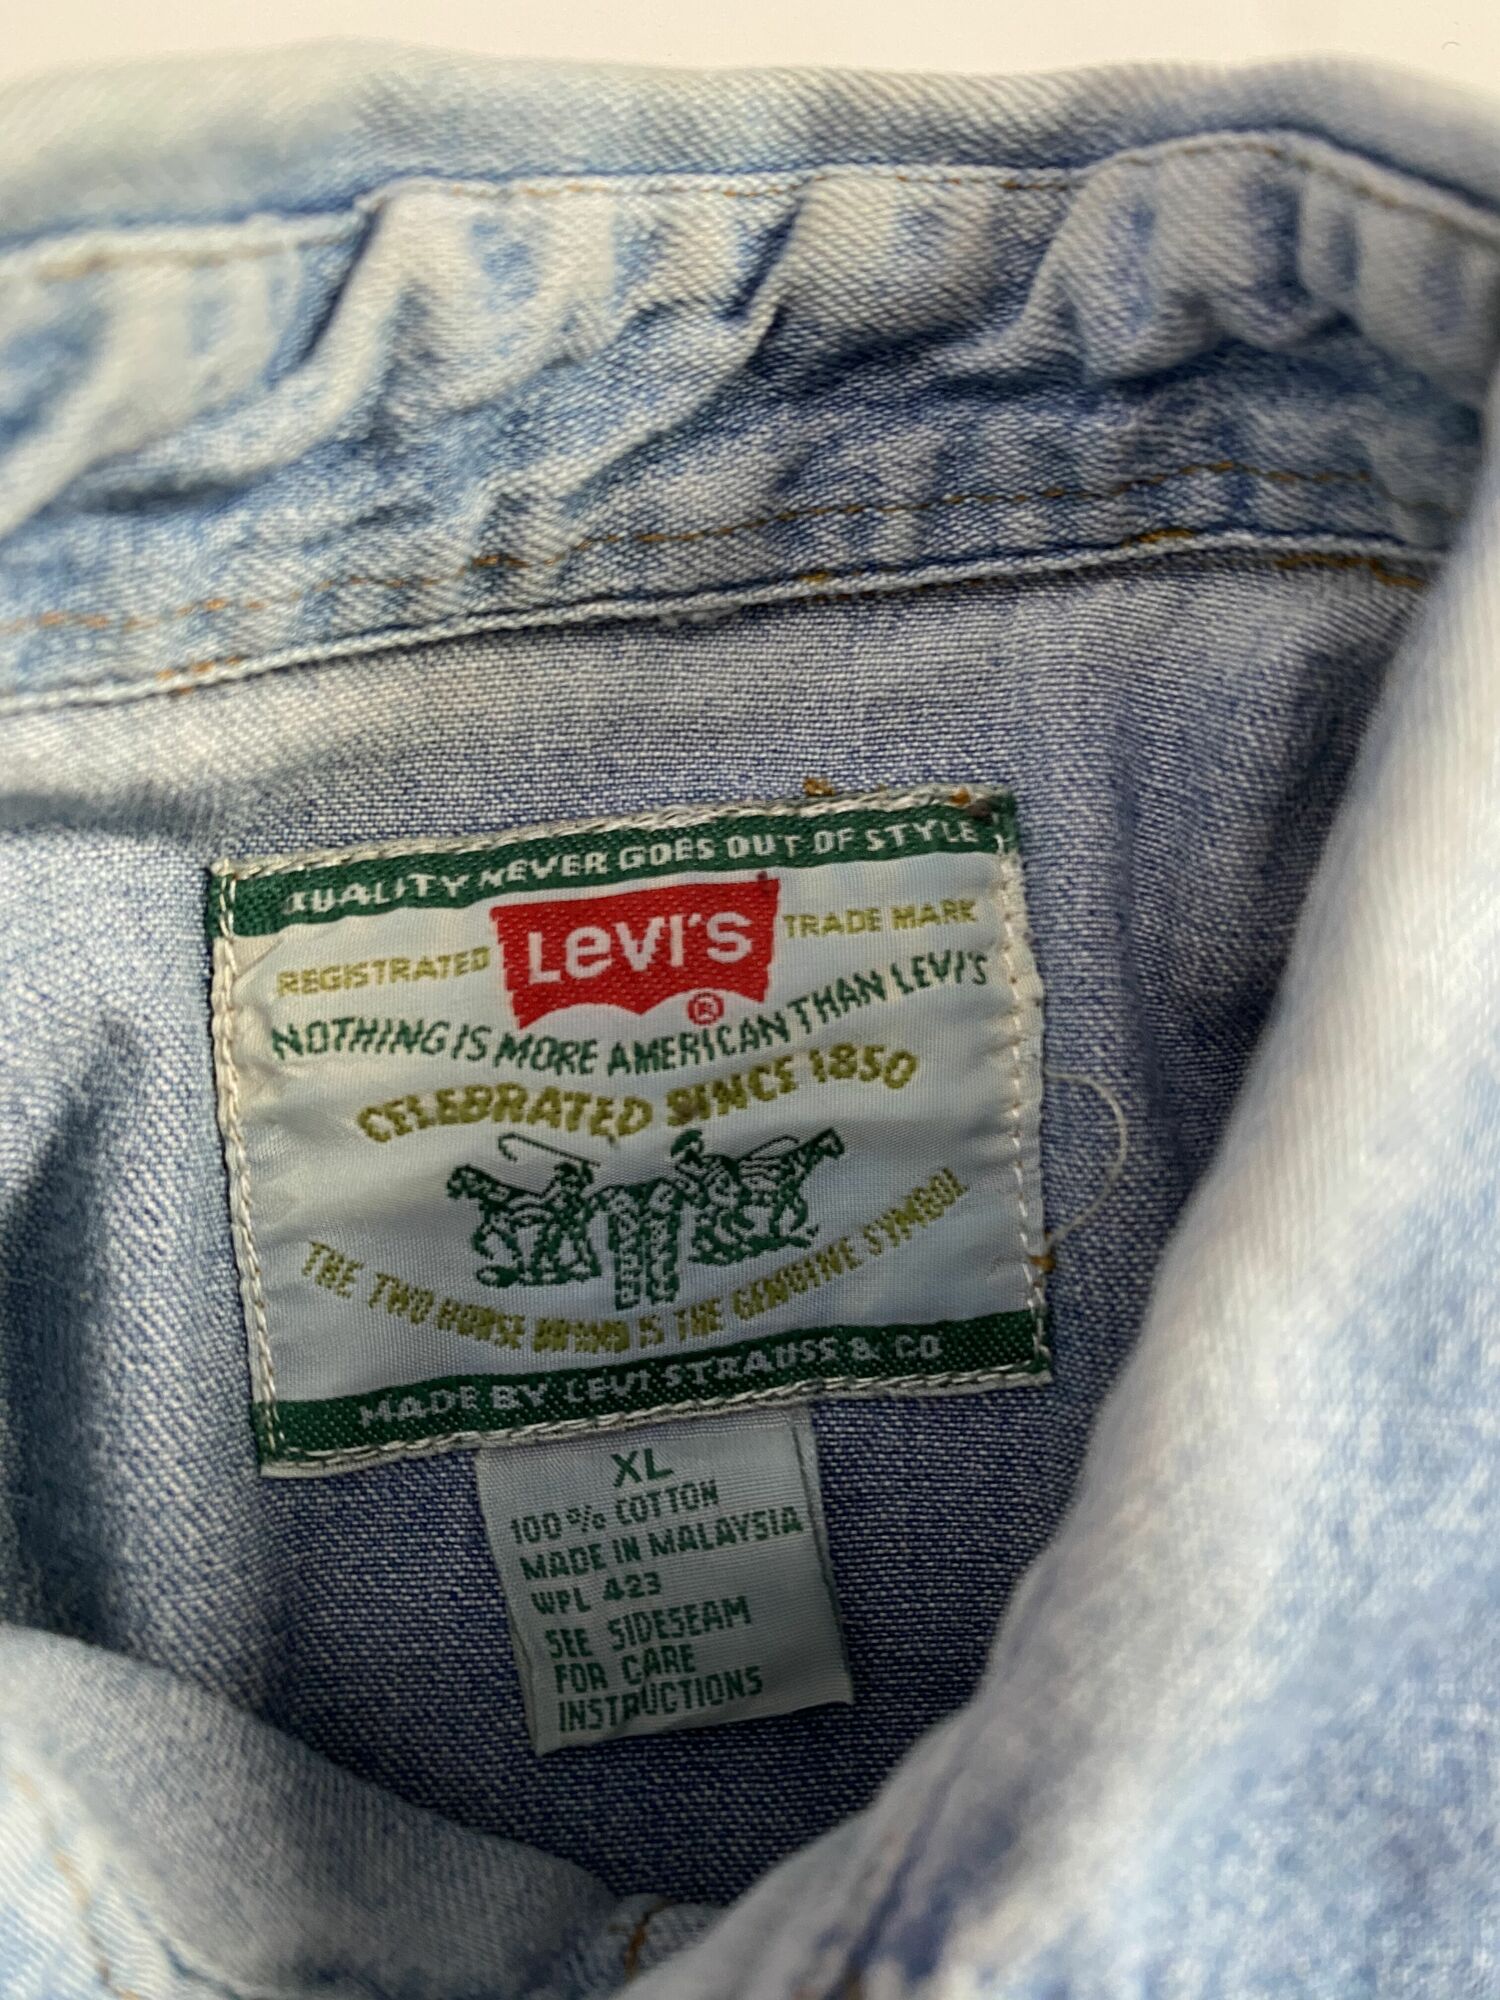 QUALITY NEVER GOES OUT OF STYLE
REGISTRATED LEVI'S TRADE MARK
®
NOTHING IS MORE AMERICAN THAN LEVI'S
CELEBRATED SINCE 1850
THE TWO HORSE BRAND IS THE GENUINE SYMBOL
MADE BY LEVI STRAUSS & CO
XL
100% COTTON
MADE IN MALAYSIA
WPL 423
SEE SIDESEAM
FOR CARE
INSTRUCTIONS